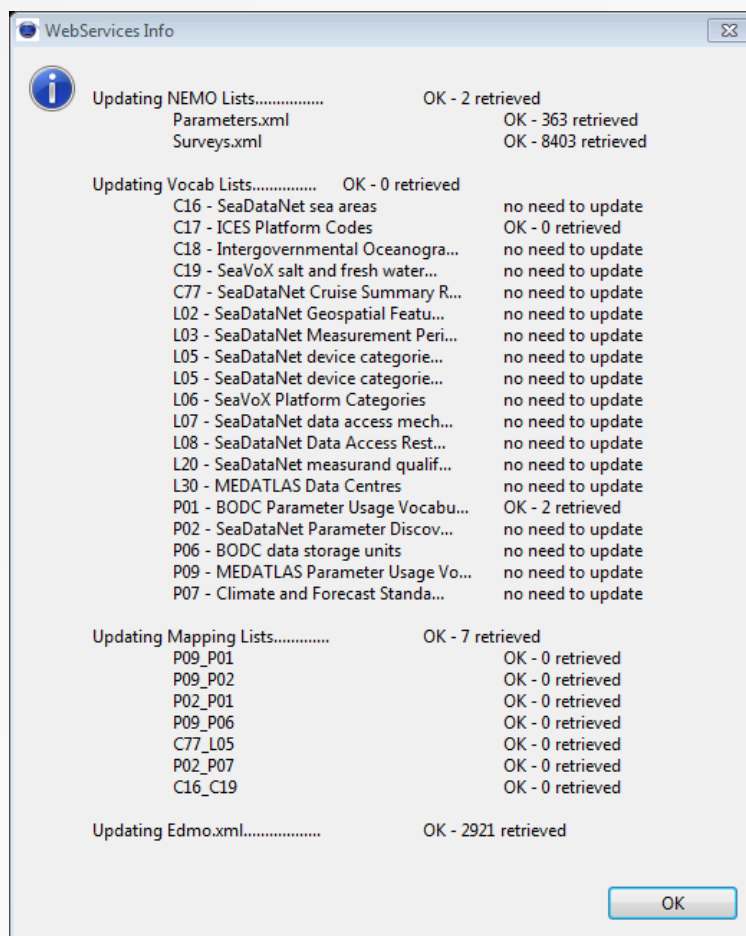 WebServices Info
Updating NEMO Lists................ OK - 2 retrieved
Parameters.xml OK - 363 retrieved
Surveys.xml OK - 8403 retrieved
Updating Vocab Lists............... OK - 0 retrieved
C16 - SeaDataNet sea areas no need to update
C17 - ICES Platform Codes OK - 0 retrieved
C18 - Intergovernmental Oceanogra... no need to update
C19 - SeaVoX salt and fresh water... no need to update
C77 - SeaDataNet Cruise Summary R... no need to update
L02 - SeaDataNet Geospatial Featu... no need to update
L03 - SeaDataNet Measurement Peri... no need to update
L05 - SeaDataNet device categorie... no need to update
L05 - SeaDataNet device categorie... no need to update
L06 - SeaVoX Platform Categories no need to update
L07 - SeaDataNet data access mech... no need to update
L08 - SeaDataNet Data Access Rest... no need to update
L20 - SeaDataNet measurand qualif... no need to update
L30 - MEDATLAS Data Centres no need to update
P01 - BODC Parameter Usage Vocabu... OK - 2 retrieved
P02 - SeaDataNet Parameter Discov... no need to update
P06 - BODC data storage units no need to update
P09 - MEDATLAS Parameter Usage Vo... no need to update
P07 - Climate and Forecast Standa... no need to update
Updating Mapping Lists............. OK - 7 retrieved
P09_P01 OK - 0 retrieved
P09_P02 OK - 0 retrieved
P02_P01 OK - 0 retrieved
P09_P06 OK - 0 retrieved
C77_L05 OK - 0 retrieved
P02_P07 OK - 0 retrieved
C16_C19 OK - 0 retrieved
Updating Edmo.xml.................. OK - 2921 retrieved
OK